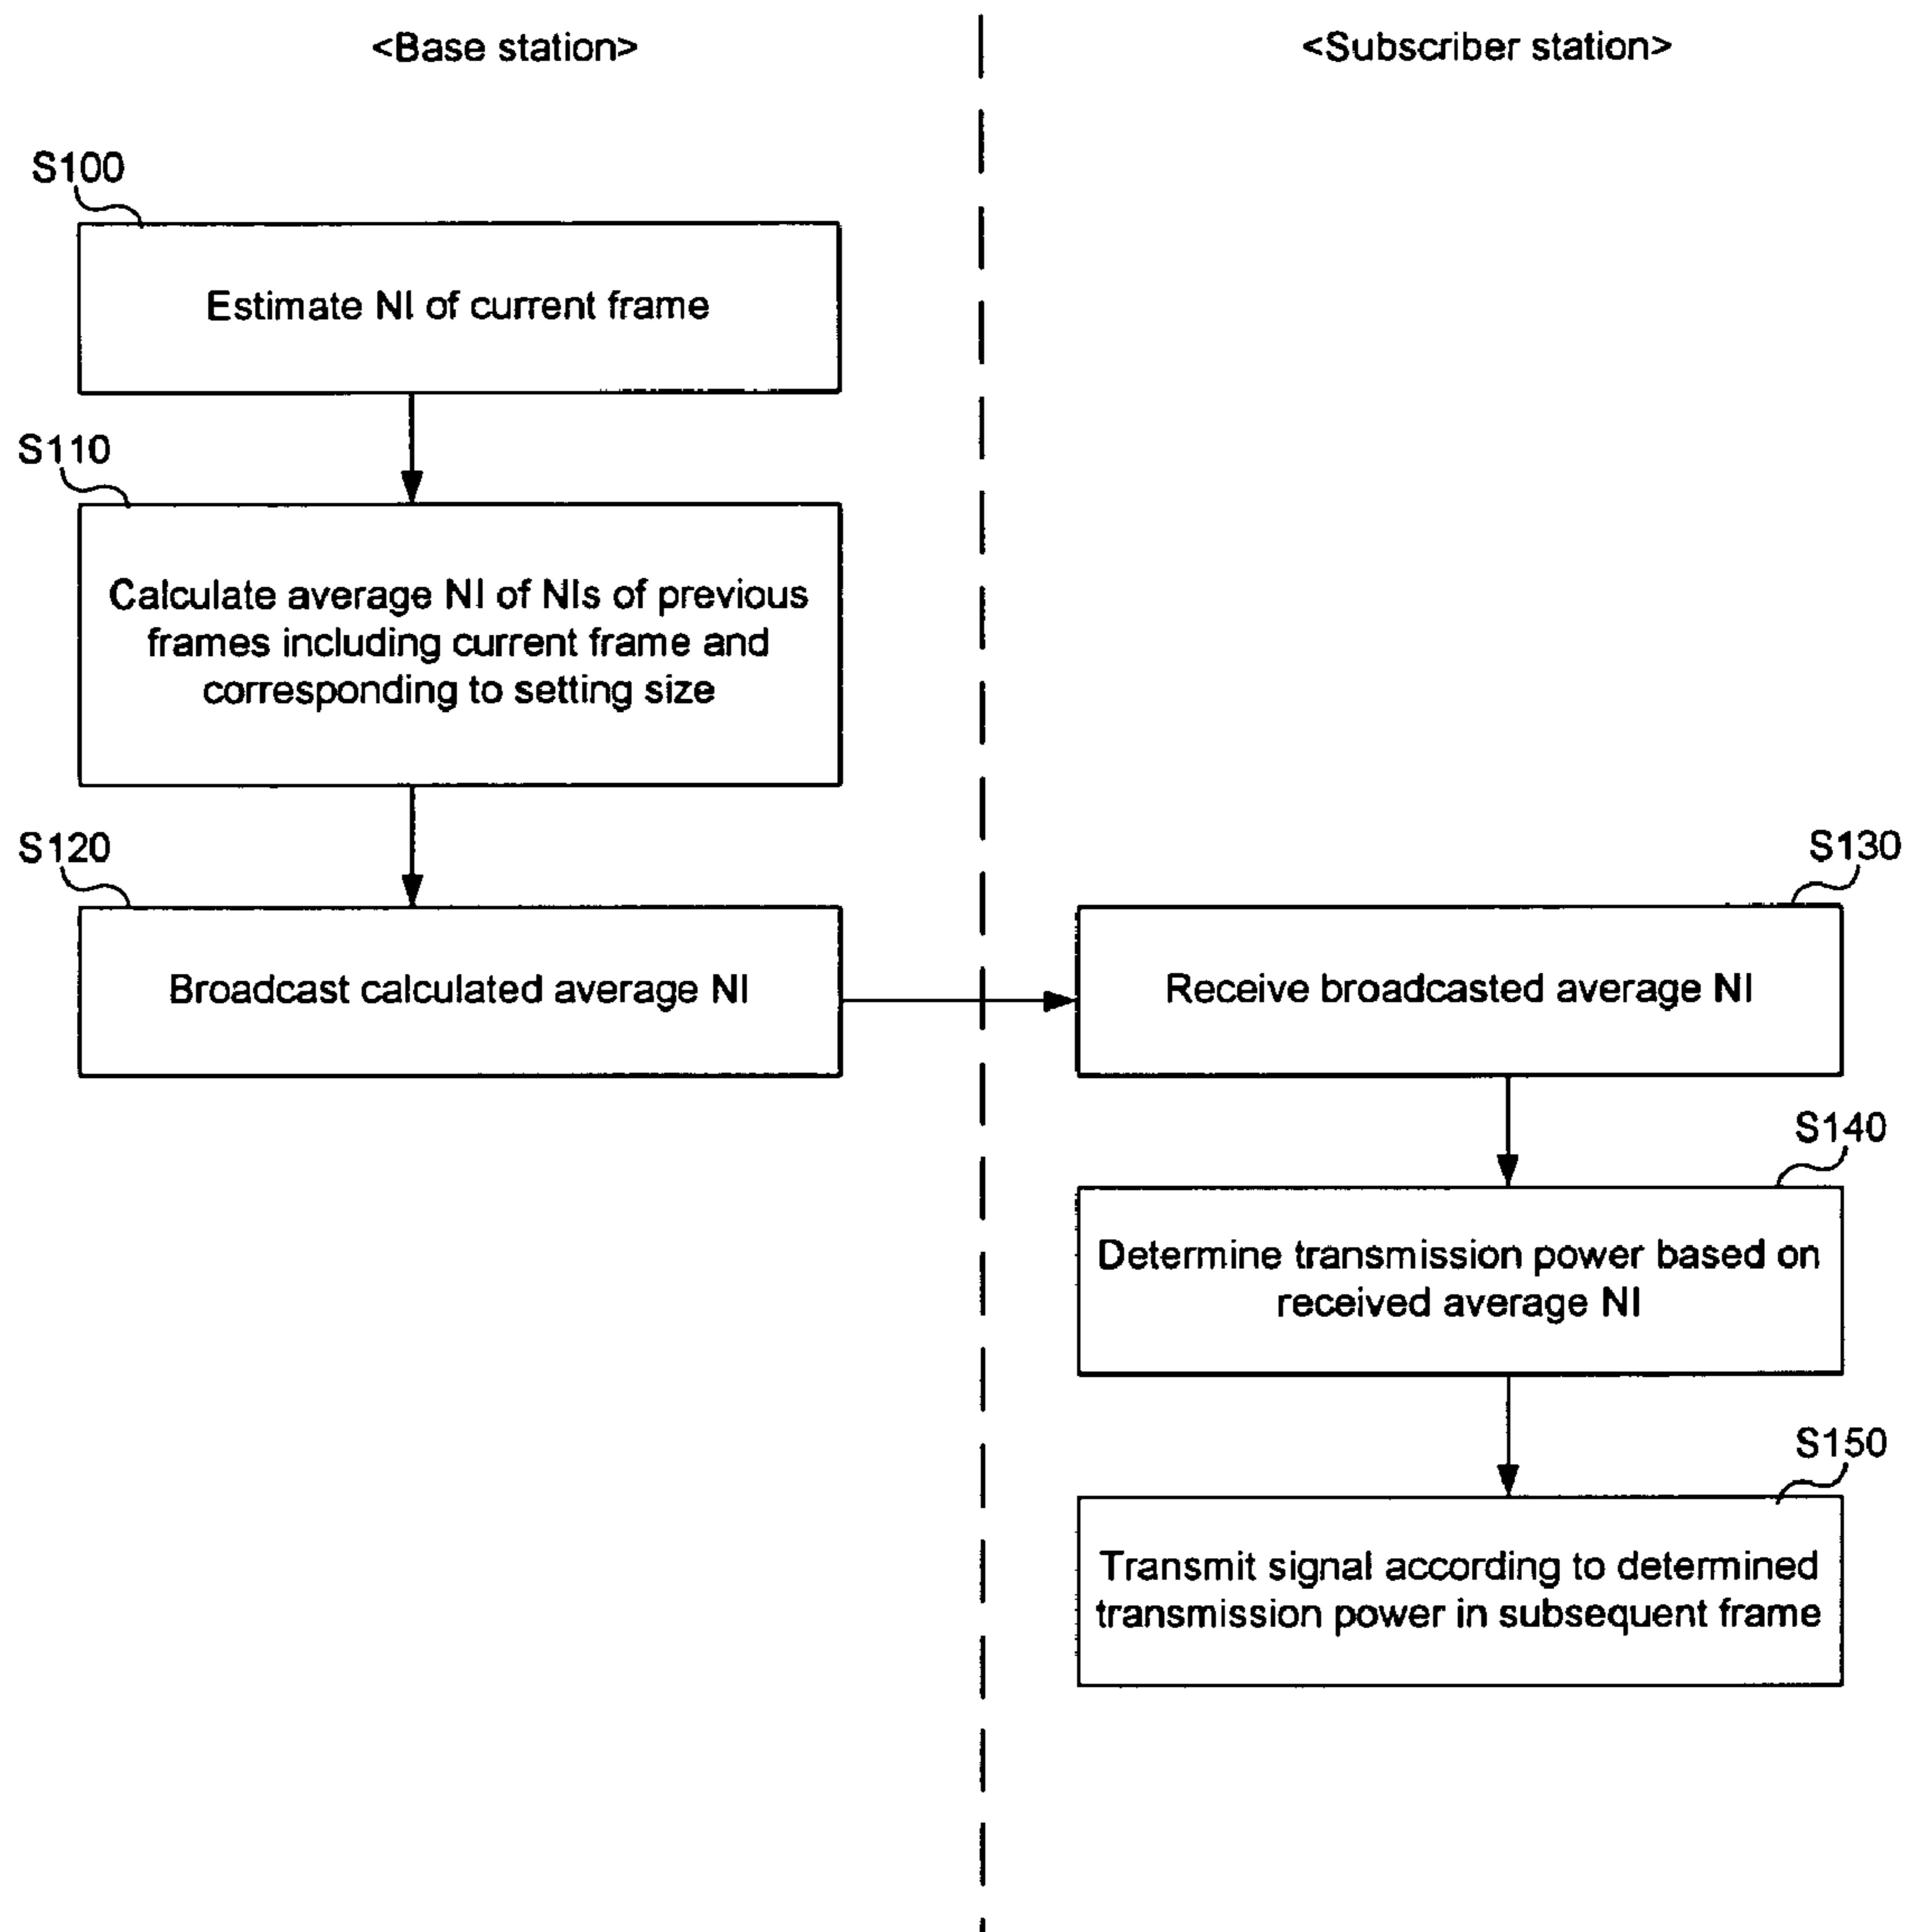 <Base station>
<Subscriber station>
S100
Estimate NI of current frame
S110
Calculate average NI of NIs of previous
frames including current frame and
corresponding to setting size
S120
Broadcast calculated average NI
S130
Receive broadcasted average NI
S140
Determine transmission power based on
received average NI
S150
Transmit signal according to determined
transmission power in subsequent frame